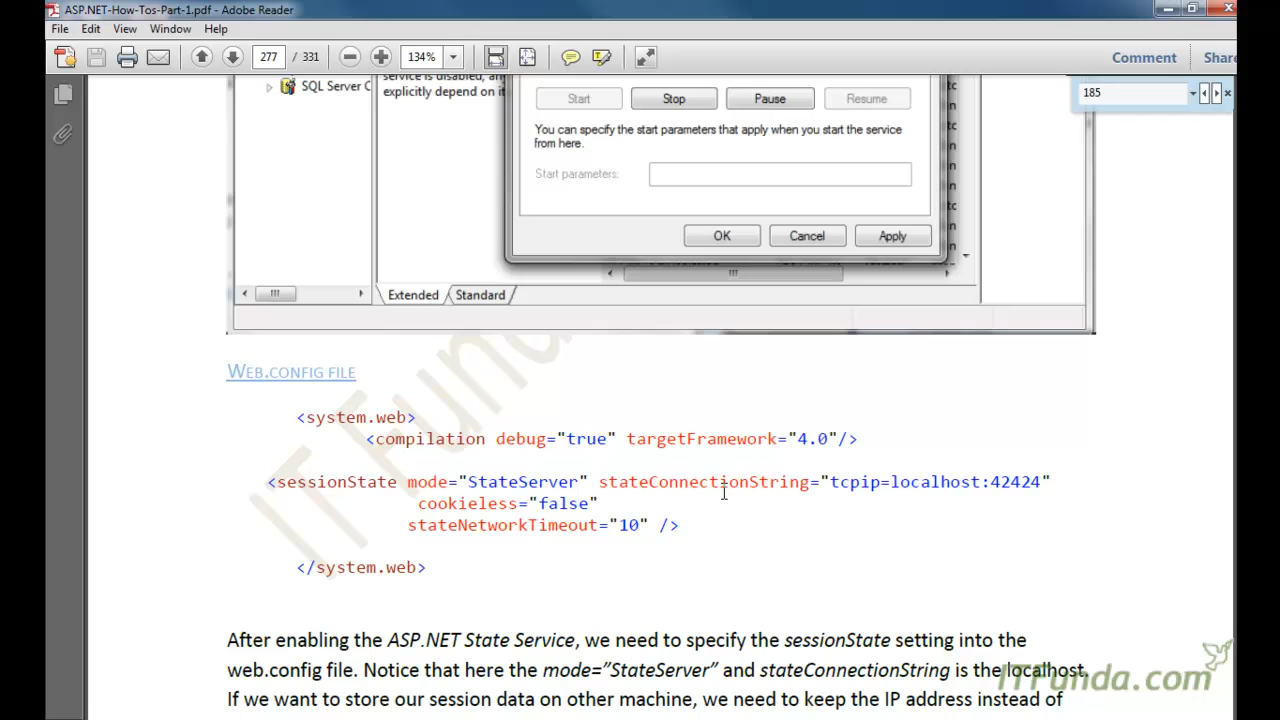 ASP.NET-How-Tos-Part-1.pdf - Adobe Reader
File Edit View Window Help
277 / 331 134% Comment Share
185
service is disabled, an
SQL Server C
explicitly depend on it
Start Stop Pause Resume
You can specify the start parameters that apply when you start the service
from here.
Start parameters:
OK Cancel Apply
Extended Standard
WEB.CONFIG FILE
<system.web>
<compilation debug="true" targetFramework="4.0"/>
<sessionState mode="StateServer" stateConnectionString="tcpip=localhost:42424"
cookieless="false"
stateNetworkTimeout="10" />
</system.web>
After enabling the ASP.NET State Service, we need to specify the sessionState setting into the
web.config file. Notice that here the mode=”StateServer” and stateConnectionString is the localhost.
If we want to store our session data on other machine, we need to keep the IP address instead of
ITFunda.com